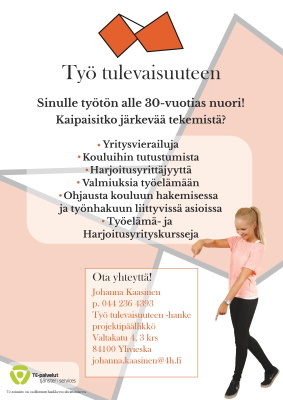 Työ tulevaisuuteen
Sinulle työtön alle 30-vuotias nuori!
Kaipaisitko järkevää tekemistä?
• Yritysvierailuja
• Kouluihin tutustumista
• Harjoitusyrittäjyyttä
• Valmiuksia työelämään
• Ohjausta kouluun hakemisessa
ja työnhakuun liittyvissä asioissa
• Työelämä- ja
Harjoitusyrityskursseja
Ota yhteyttä!
Johanna Kaasinen
p. 044 236 4393
Työ tulevaisuuteen -hanke
projektipäällikkö
Valtakatu 4, 3 krs
84100 Ylivieska
johanna.kaasinen@4h.fi
TE-palvelut
tjänster | services